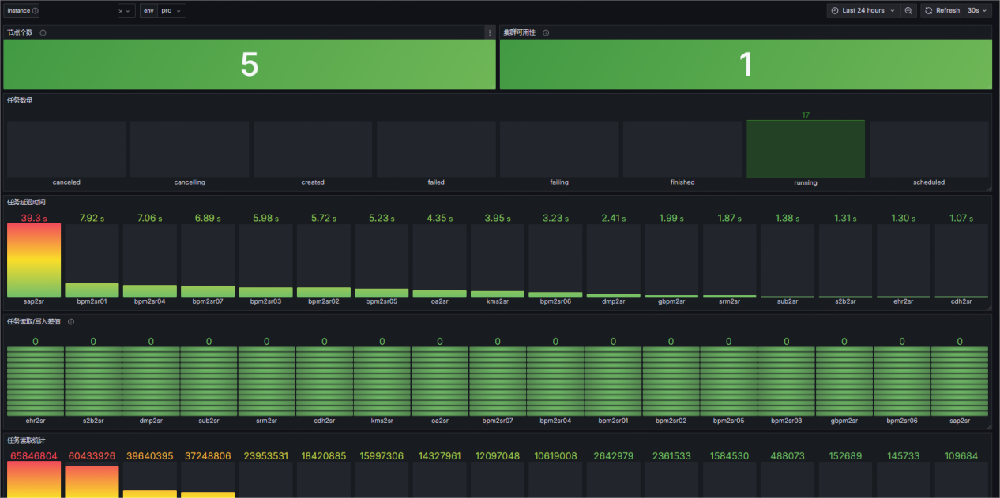 instance env pro Last 24 hours Refresh 30s
节点个数 集群可用性
5 1
任务数量
17
canceled cancelling created failed failing finished running scheduled
任务延迟时间
39.3 s 7.92 s 7.06 s 6.89 s 5.98 s 5.72 s 5.23 s 4.35 s 3.95 s 3.23 s 2.41 s 1.99 s 1.87 s 1.38 s 1.31 s 1.30 s 1.07 s
sap2sr bpm2sr01 bpm2sr04 bpm2sr07 bpm2sr03 bpm2sr02 bpm2sr05 oa2sr kms2sr bpm2sr06 dmp2sr gbpm2sr srm2sr sub2sr s2b2sr ehr2sr cdh2sr
任务读取/写入差值
0 0 0 0 0 0 0 0 0 0 0 0 0 0 0 0 0
ehr2sr s2b2sr dmp2sr sub2sr srm2sr cdh2sr kms2sr oa2sr bpm2sr07 bpm2sr04 bpm2sr01 bpm2sr02 bpm2sr05 bpm2sr03 gbpm2sr bpm2sr06 sap2sr
任务读取统计
65846804 60433926 39640395 37248806 23953531 18420885 15997306 14327961 12097048 10619008 2642979 2361533 1584530 488073 152689 145733 109684